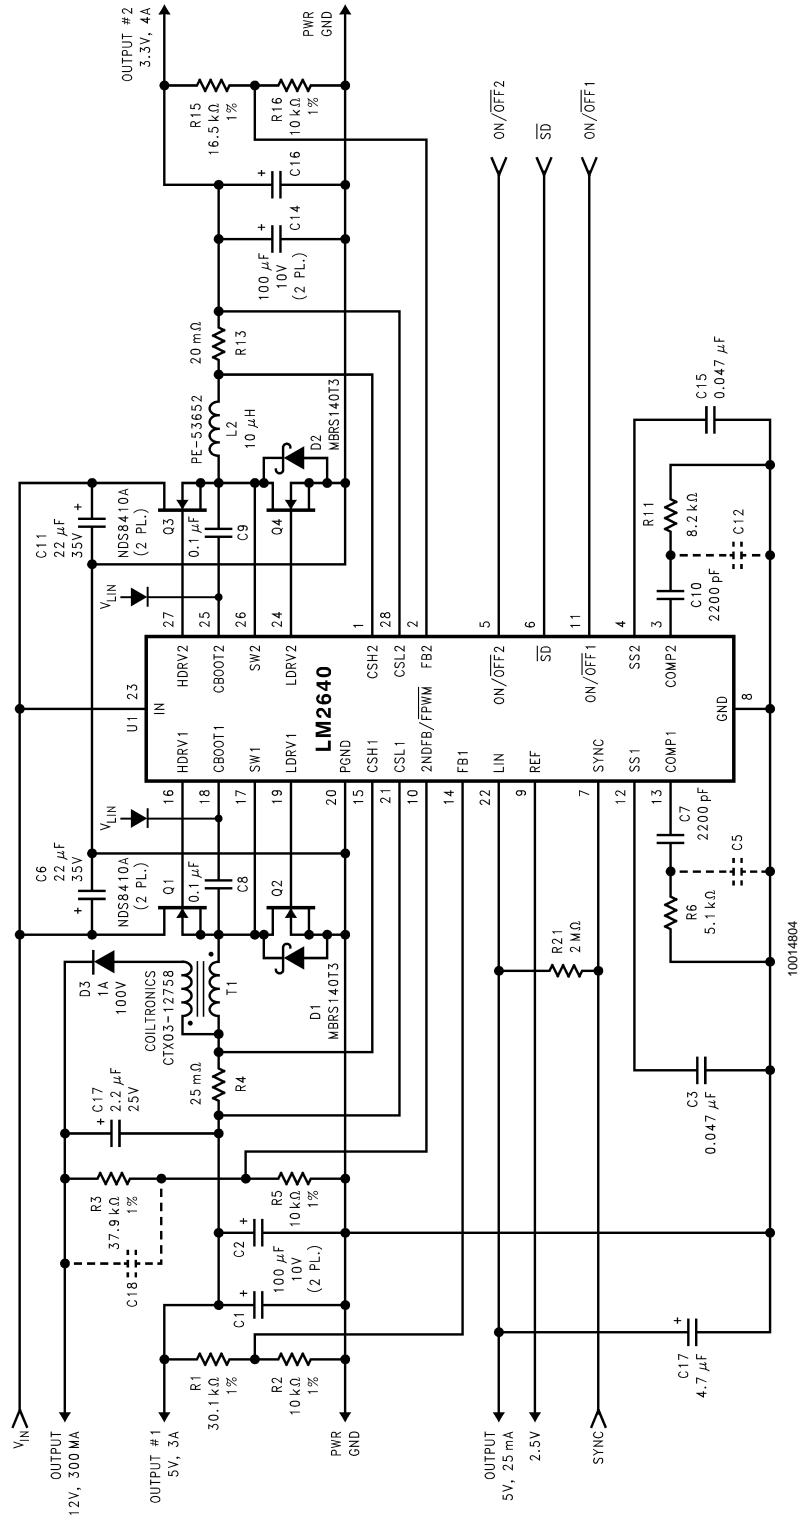 OUTPUT #2
3.3V, 4A
PWR
GND
R15
16.5 kΩ
1%
R16
10 kΩ
1%
ON/OFF2
SD
ON/OFF1
C16
C14
100 µF
10V
(2 PL.)
20 mΩ
R13
PE-53652
L2
10 µH
D2
MBRS140T3
C15
0.047 µF
C11
22 µF
35V
NDS8410A
(2 PL.)
Q3
0.1 µF
C9
Q4
R11
8.2 kΩ
C12
C10
2200 pF
VLIN
27
25
26
24
1
28
2
5
6
11
4
3
HDRV2
CBOOT2
SW2
LDRV2
CSH2
CSL2
FB2
ON/OFF2
SD
ON/OFF1
SS2
COMP2
U1
23
IN
LM2640
GND
8
HDRV1
CBOOT1
SW1
LDRV1
PGND
CSH1
CSL1
2NDFB/FPWM
FB1
LIN
REF
SYNC
SS1
COMP1
16
18
17
19
20
15
21
10
14
22
9
7
12
13
VLIN
C7
2200 pF
C5
R6
5.1 kΩ
C6
22 µF
35V
NDS8410A
(2 PL.)
Q1
0.1 µF
C8
Q2
R21
2 MΩ
D3
1A
100V
COILTRONICS
CTX03-12758
T1
D1
MBRS140T3
25 mΩ
R4
C17
2.2 µF
25V
C3
0.047 µF
R3
37.9 kΩ
1%
R5
10 kΩ
1%
C18
C2
100 µF
10V
(2 PL.)
C1
R1
30.1 kΩ
1%
R2
10 kΩ
1%
C17
4.7 µF
VIN
OUTPUT
12V, 300 MA
OUTPUT #1
5V, 3A
PWR
GND
OUTPUT
5V, 25 mA
2.5V
SYNC
10014804